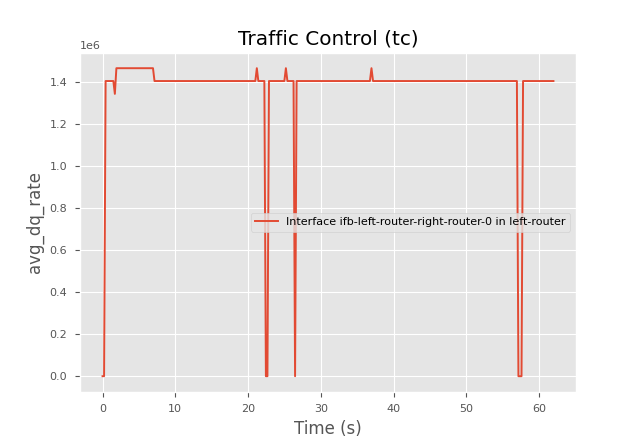 Traffic Control (tc)
1e6
1.4
1.2
1.0
0.8
0.6
0.4
0.2
0.0
avg_dq_rate
Interface ifb-left-router-right-router-0 in left-router
0 10 20 30 40 50 60
Time (s)